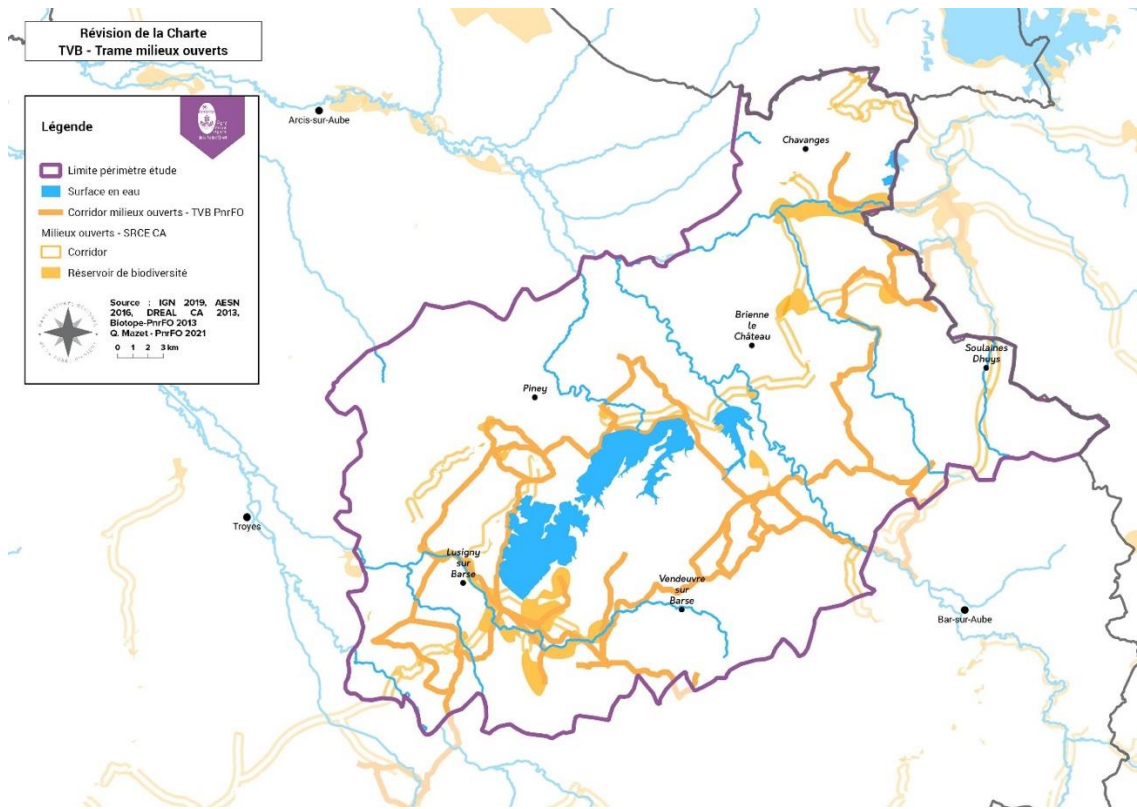 Révision de la Charte
TVB - Trame milieux ouverts
Légende
Limite périmètre étude
Surface en eau
Corridor milieux ouverts - TVB PnrFO
Milieux ouverts - SRCE CA
Corridor
Réservoir de biodiversité
Source : IGN 2019, AESN
2016, DREAL CA 2013,
Biotope-PnrFO 2013
Q. Mazet - PnrFO 2021
0 1 2 3 km
Arcis-sur-Aube
Chavanges
Brienne
le
Château
Soulaines
Dhuys
Piney
Troyes
Lusigny
sur
Barse
Vendeuvre
sur
Barse
Bar-sur-Aube